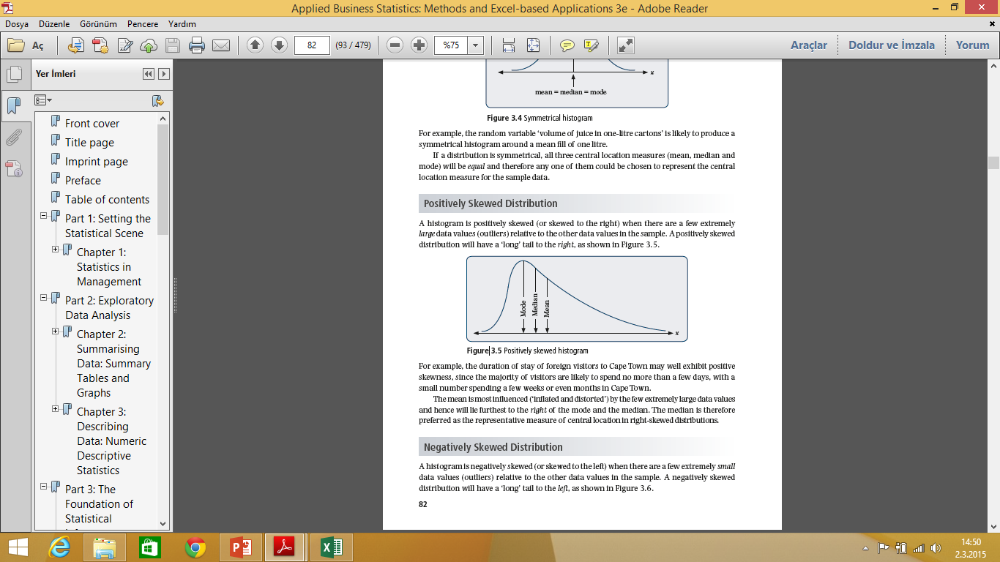 Applied Business Statistics: Methods and Excel-based Applications 3e - Adobe Reader
Dosya Düzenle Görünüm Pencere Yardım
Aç 82 (93 / 479) %75 Araçlar Doldur ve İmzala Yorum
Yer İmleri
Front cover
Title page
Imprint page
Preface
Table of contents
Part 1: Setting the
Statistical Scene
Chapter 1:
Statistics in
Management
Part 2: Exploratory
Data Analysis
Chapter 2:
Summarising
Data: Summary
Tables and
Graphs
Chapter 3:
Describing
Data: Numeric
Descriptive
Statistics
Part 3: The
Foundation of
Statistical
x
mean = median = mode
Figure 3.4 Symmetrical histogram
For example, the random variable ‘volume of juice in one-litre cartons’ is likely to produce a
symmetrical histogram around a mean fill of one litre.
If a distribution is symmetrical, all three central location measures (mean, median and
mode) will be equal and therefore any one of them could be chosen to represent the central
location measure for the sample data.
Positively Skewed Distribution
A histogram is positively skewed (or skewed to the right) when there are a few extremely
large data values (outliers) relative to the other data values in the sample. A positively skewed
distribution will have a ‘long’ tail to the right, as shown in Figure 3.5.
Mode
Median
Mean
x
Figure 3.5 Positively skewed histogram
For example, the duration of stay of foreign visitors to Cape Town may well exhibit positive
skewness, since the majority of visitors are likely to spend no more than a few days, with a
small number spending a few weeks or even months in Cape Town.
The mean is most influenced (‘inflated and distorted’) by the few extremely large data values
and hence will lie furthest to the right of the mode and the median. The median is therefore
preferred as the representative measure of central location in right-skewed distributions.
Negatively Skewed Distribution
A histogram is negatively skewed (or skewed to the left) when there are a few extremely small
data values (outliers) relative to the other data values in the sample. A negatively skewed
distribution will have a ‘long’ tail to the left, as shown in Figure 3.6.
82
14:50
2.3.2015